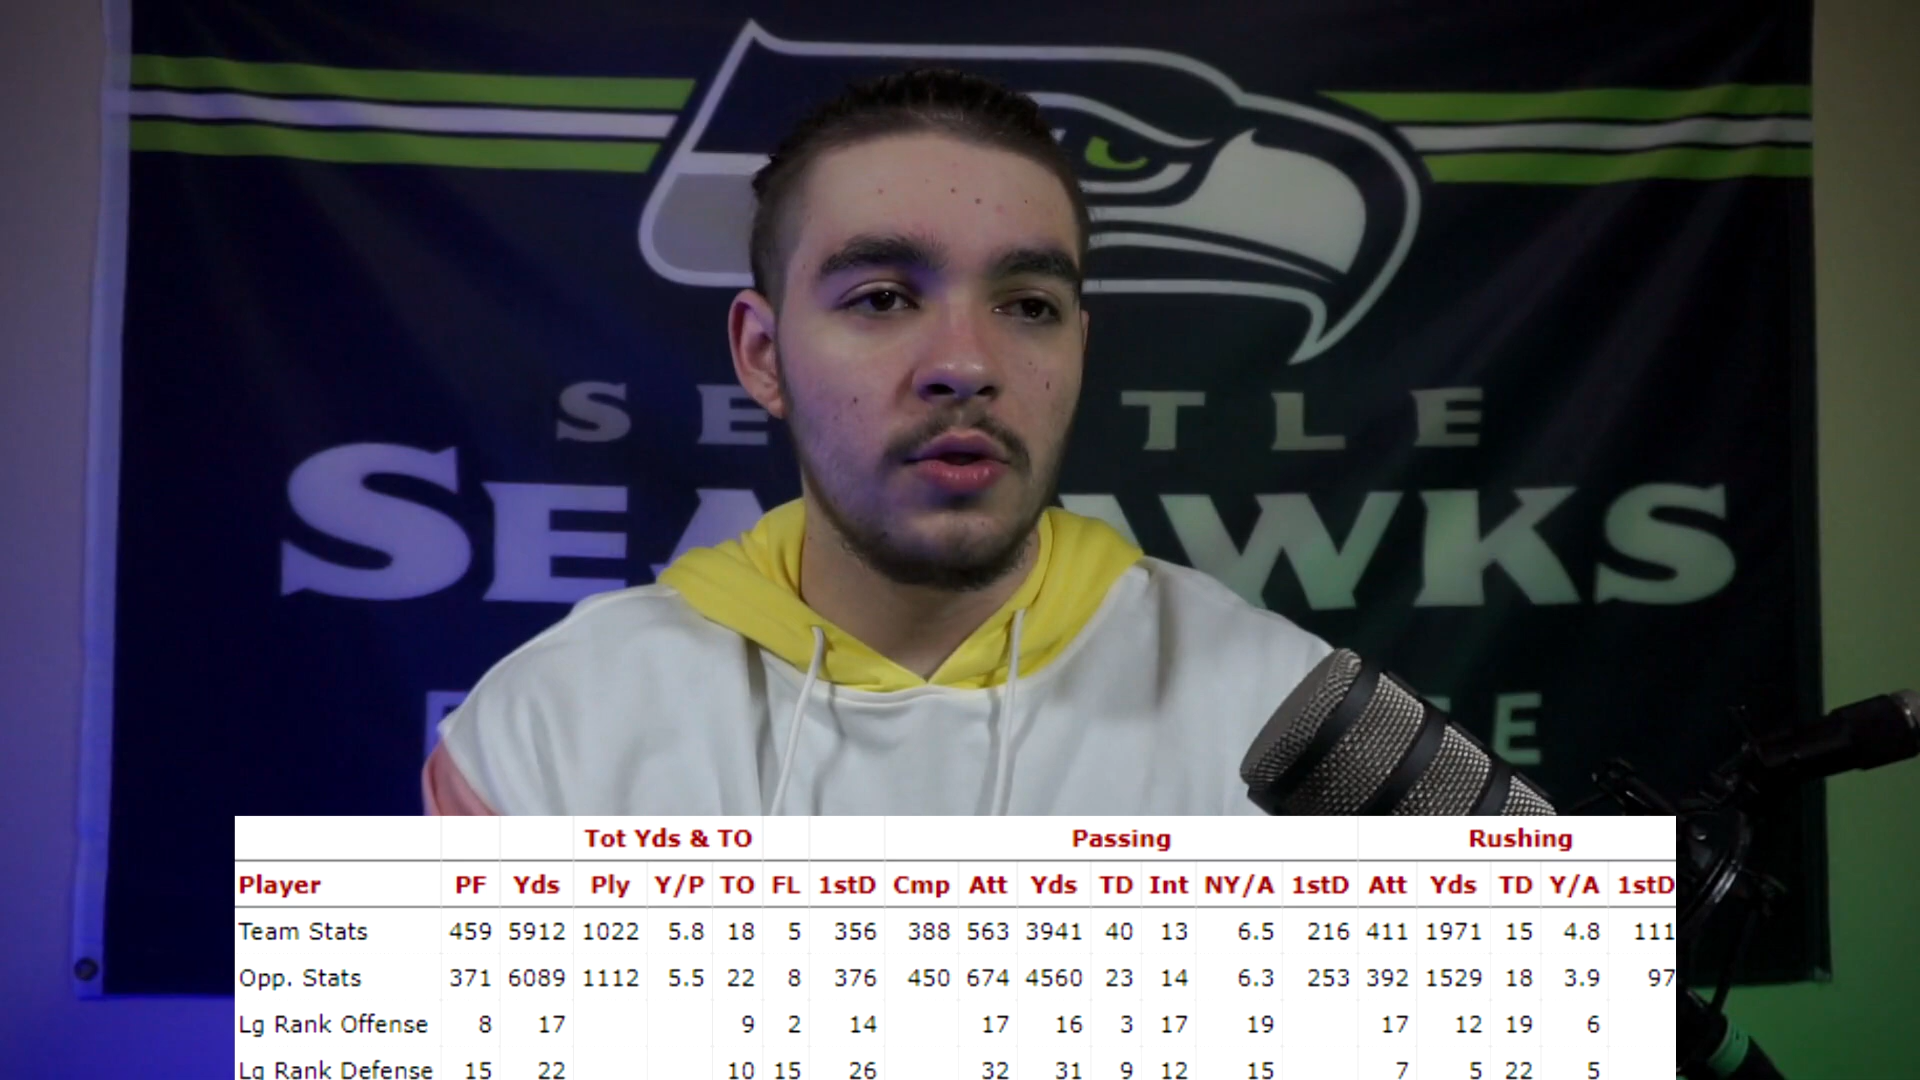 SE TLE
SEA AWKS
E
Tot Yds & TO Passing Rushing
Player PF Yds Ply Y/P TO FL 1stD Cmp Att Yds TD Int NY/A 1stD Att Yds TD Y/A 1stD
Team Stats 459 5912 1022 5.8 18 5 356 388 563 3941 40 13 6.5 216 411 1971 15 4.8 111
Opp. Stats 371 6089 1112 5.5 22 8 376 450 674 4560 23 14 6.3 253 392 1529 18 3.9 97
Lg Rank Offense 8 17 9 2 14 17 16 3 17 19 17 12 19 6
Lg Rank Defense 15 22 10 15 26 32 31 9 12 15 7 5 22 5